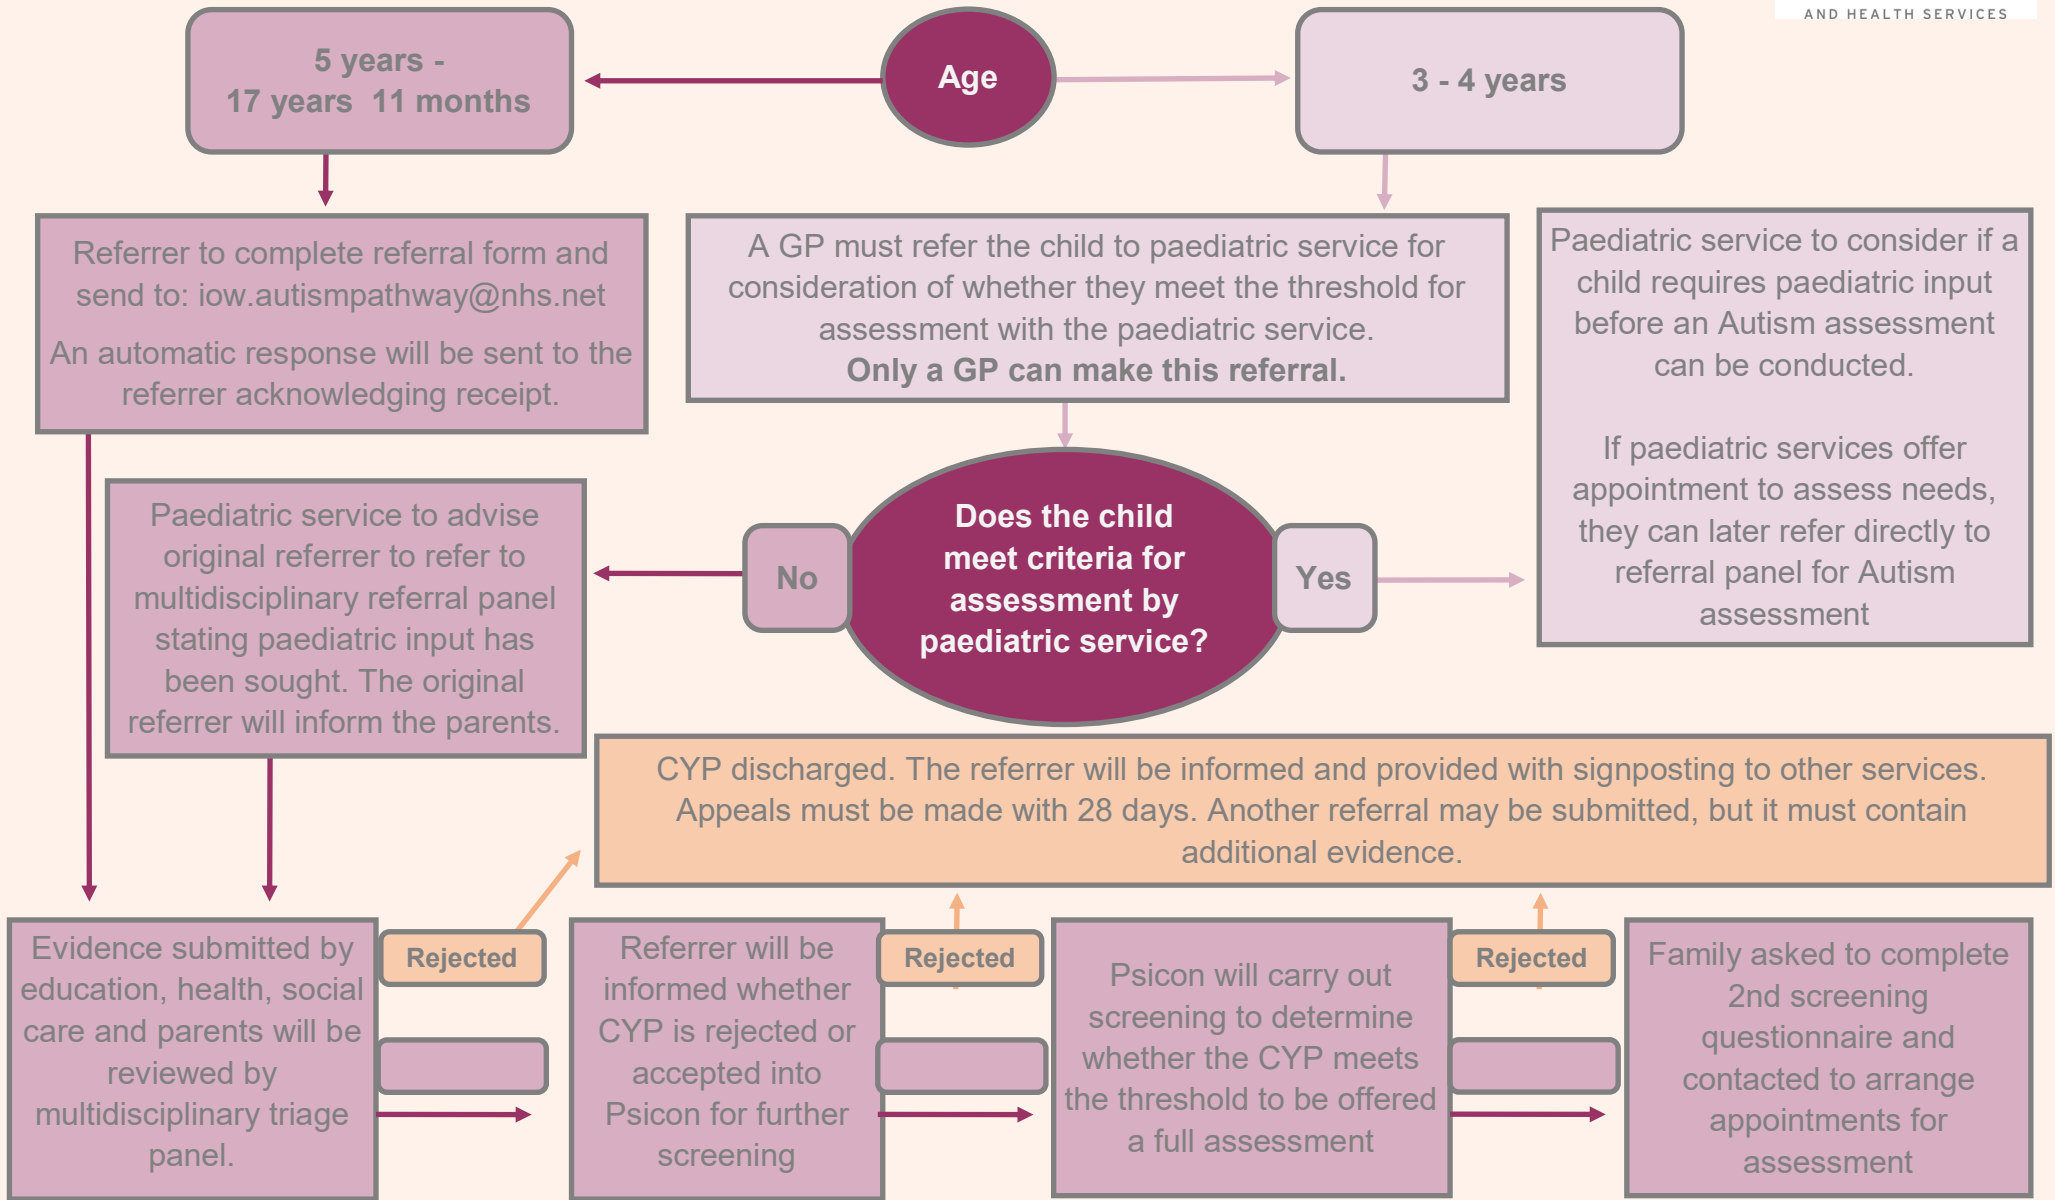 AND HEALTH SERVICES
5 years -
17 years 11 months
Age
3 - 4 years
Referrer to complete referral form and
send to: iow.autismpathway@nhs.net
An automatic response will be sent to the
referrer acknowledging receipt.
A GP must refer the child to paediatric service for
consideration of whether they meet the threshold for
assessment with the paediatric service.
Only a GP can make this referral.
Paediatric service to consider if a
child requires paediatric input
before an Autism assessment
can be conducted.
If paediatric services offer
appointment to assess needs,
they can later refer directly to
referral panel for Autism
assessment
Does the child
meet criteria for
assessment by
paediatric service?
No
Yes
Paediatric service to advise
original referrer to refer to
multidisciplinary referral panel
stating paediatric input has
been sought. The original
referrer will inform the parents.
CYP discharged. The referrer will be informed and provided with signposting to other services.
Appeals must be made with 28 days. Another referral may be submitted, but it must contain
additional evidence.
Evidence submitted by
education, health, social
care and parents will be
reviewed by
multidisciplinary triage
panel.
Rejected
Referrer will be
informed whether
CYP is rejected or
accepted into
Psicon for further
screening
Rejected
Psicon will carry out
screening to determine
whether the CYP meets
the threshold to be offered
a full assessment
Rejected
Family asked to complete
2nd screening
questionnaire and
contacted to arrange
appointments for
assessment